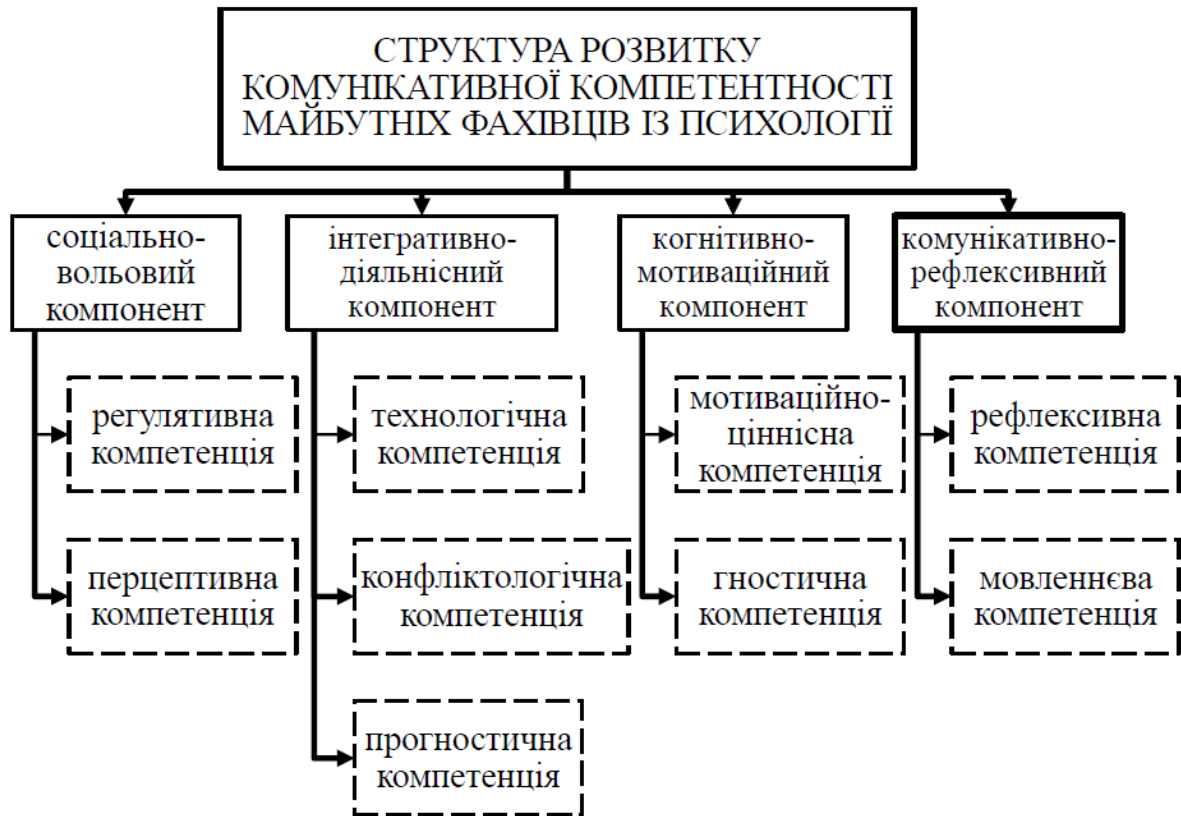 СТРУКТУРА РОЗВИТКУ
КОМУНІКАТИВНОЇ КОМПЕТЕНТНОСТІ
МАЙБУТНІХ ФАХІВЦІВ ІЗ ПСИХОЛОГІЇ
соціально-
вольовий
компонент
інтегративно-
діяльнісний
компонент
когнітивно-
мотиваційний
компонент
комунікативно-
рефлексивний
компонент
регулятивна
компетенція
технологічна
компетенція
мотиваційно-
ціннісна
компетенція
рефлексивна
компетенція
перцептивна
компетенція
конфліктологічна
компетенція
гностична
компетенція
мовленнєва
компетенція
прогностична
компетенція